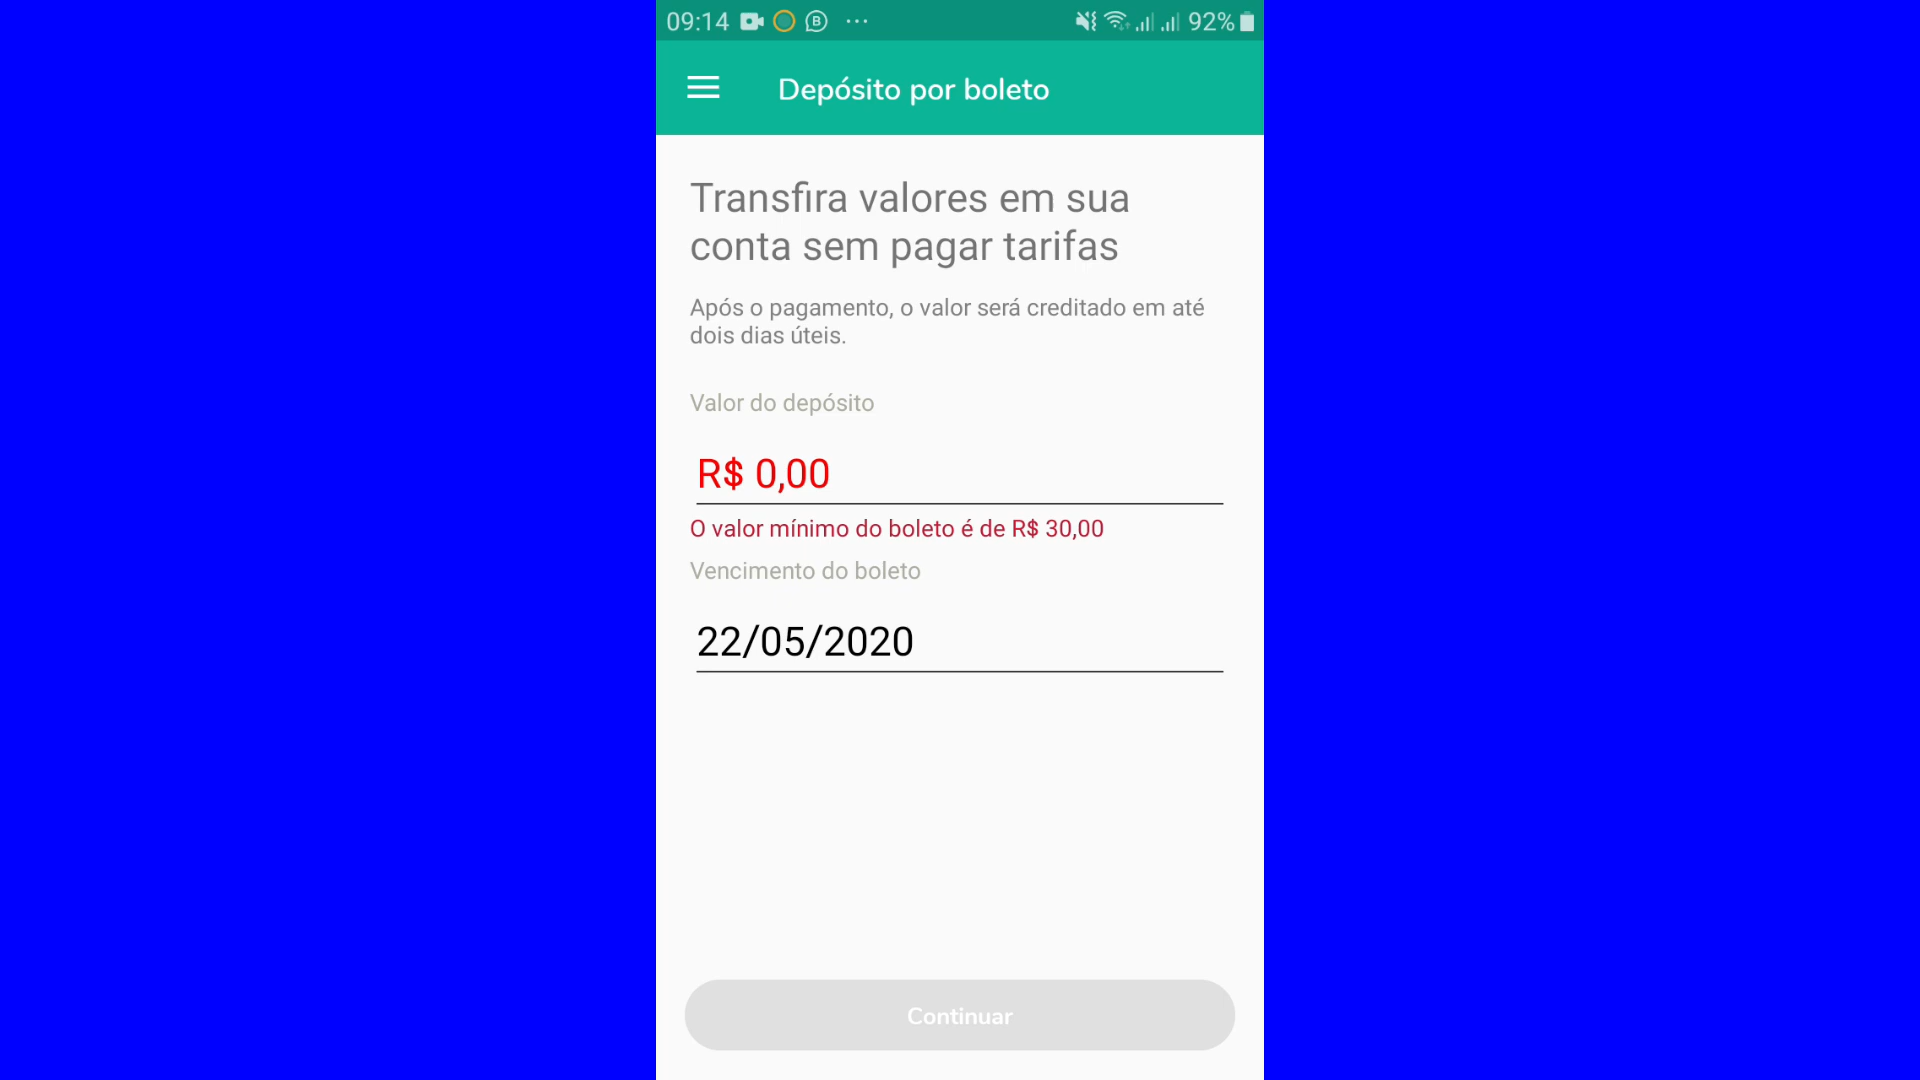 09:14
92%
Depósito por boleto
Transfira valores em sua
conta sem pagar tarifas
Após o pagamento, o valor será creditado em até
dois dias úteis.
Valor do depósito
R$ 0,00
O valor mínimo do boleto é de R$ 30,00
Vencimento do boleto
22/05/2020
Continuar